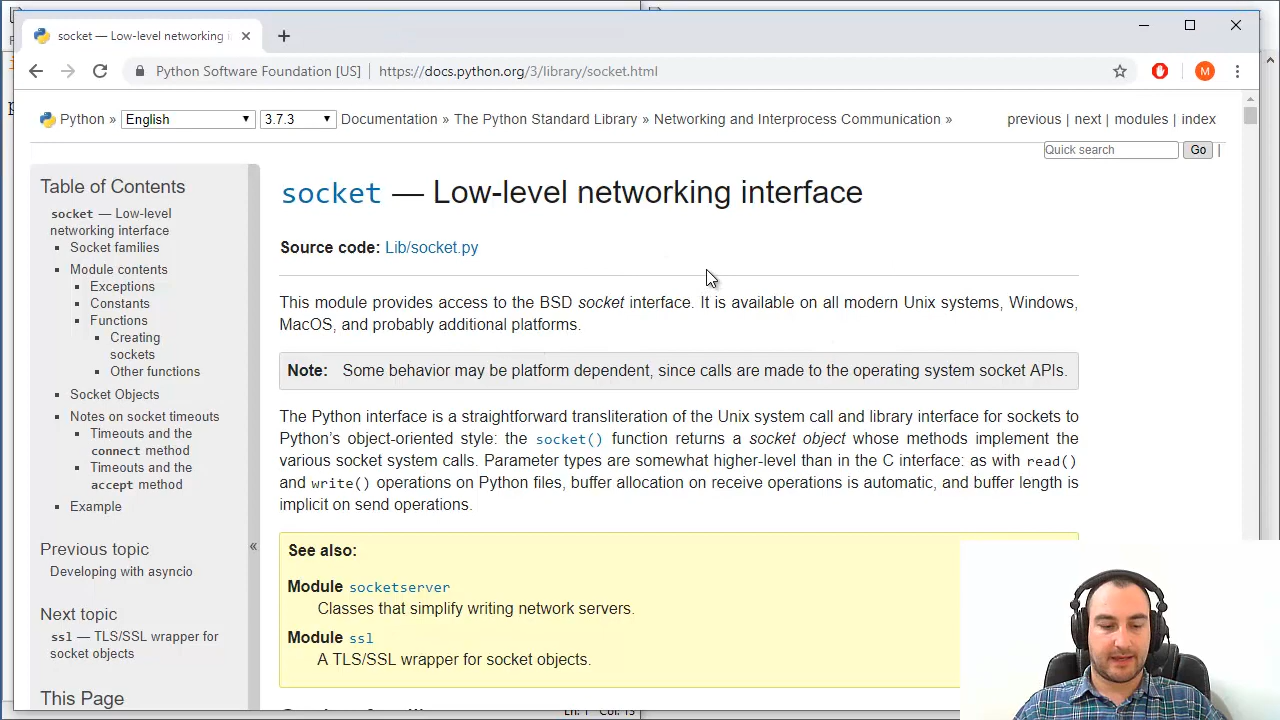 socket — Low-level networking i
Python Software Foundation [US] | https://docs.python.org/3/library/socket.html
M
Python » English 3.7.3 Documentation » The Python Standard Library » Networking and Interprocess Communication » previous | next | modules | index
Quick search Go |
Table of Contents
socket — Low-level
networking interface
Socket families
Module contents
Exceptions
Constants
Functions
Creating
sockets
Other functions
Socket Objects
Notes on socket timeouts
Timeouts and the
connect method
Timeouts and the
accept method
Example
Previous topic
Developing with asyncio
Next topic
ssl — TLS/SSL wrapper for
socket objects
This Page
«
socket — Low-level networking interface
Source code: Lib/socket.py
This module provides access to the BSD socket interface. It is available on all modern Unix systems, Windows,
MacOS, and probably additional platforms.
Note: Some behavior may be platform dependent, since calls are made to the operating system socket APIs.
The Python interface is a straightforward transliteration of the Unix system call and library interface for sockets to
Python’s object-oriented style: the socket() function returns a socket object whose methods implement the
various socket system calls. Parameter types are somewhat higher-level than in the C interface: as with read()
and write() operations on Python files, buffer allocation on receive operations is automatic, and buffer length is
implicit on send operations.
See also:
Module socketserver
Classes that simplify writing network servers.
Module ssl
A TLS/SSL wrapper for socket objects.
Ln: 1 Col: 13